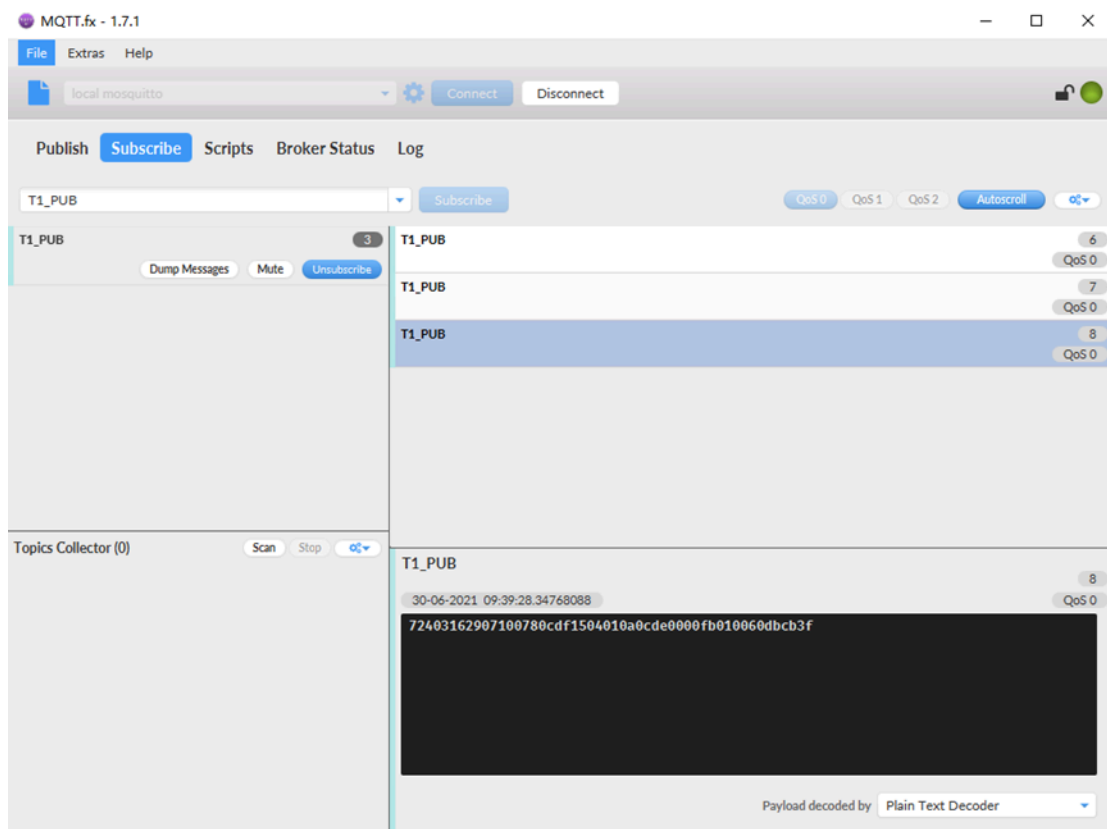 MQTT.fx - 1.7.1
File Extras Help
local mosquitto Connect Disconnect
Publish Subscribe Scripts Broker Status Log
T1_PUB Subscribe QoS 0 QoS 1 QoS 2 Autoscroll
T1_PUB 3
Dump Messages Mute Unsubscribe
T1_PUB 6
QoS 0
T1_PUB 7
QoS 0
T1_PUB 8
QoS 0
Topics Collector (0) Scan Stop
T1_PUB
8
30-06-2021 09:39:28.34768088 QoS 0
72403162907100780cdf1504010a0cde0000fb010060dbcb3f
Payload decoded by Plain Text Decoder